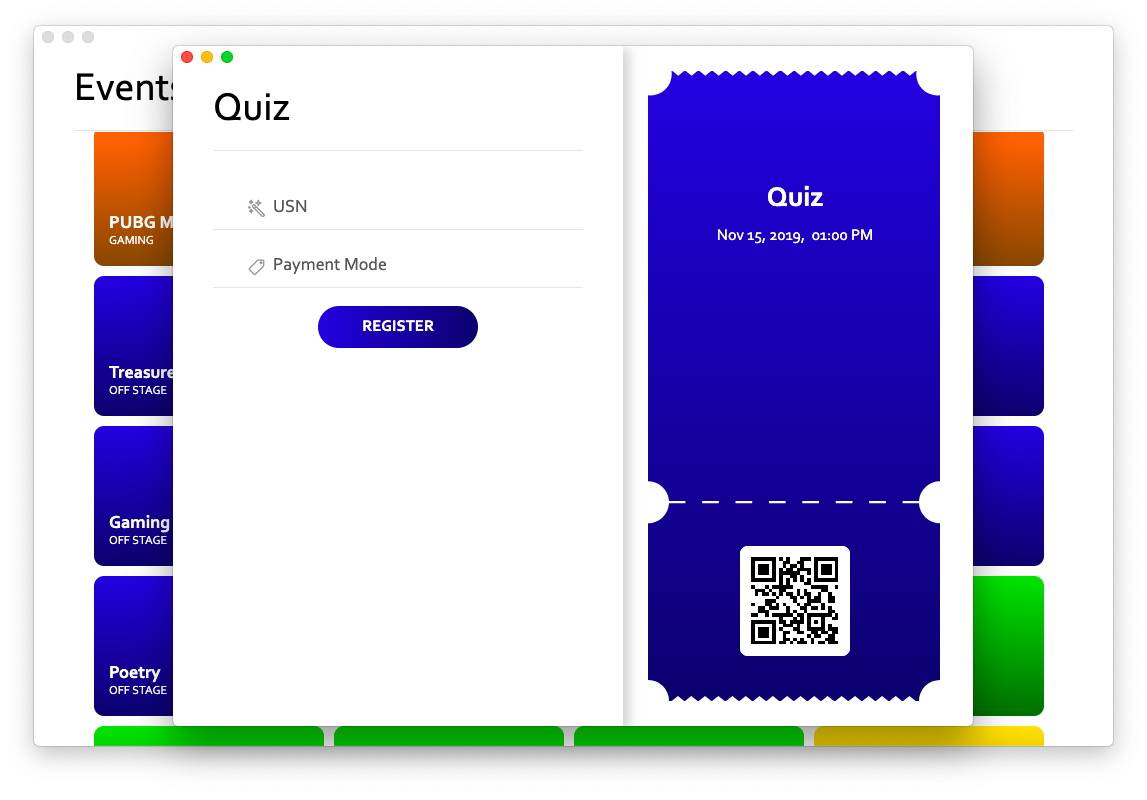 Events
Quiz
USN
Payment Mode
REGISTER
Quiz
Nov 15, 2019, 01:00 PM
PUBG M
GAMING
Treasure
OFF STAGE
Gaming
OFF STAGE
Poetry
OFF STAGE